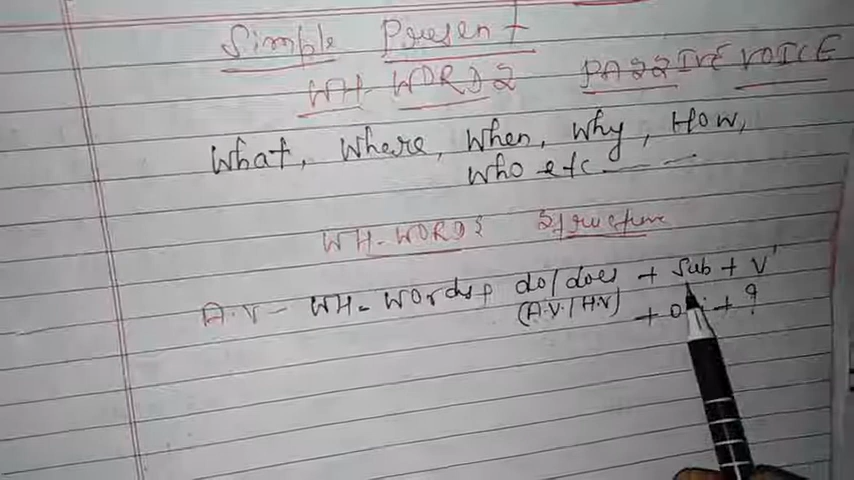 Simple Present
WH-WORDS PASSIVE VOICE
What, Where, When, Why, How,
Who etc.
WH-WORDS Structure
A.V - WH-Words + do/does + Sub + V'
(A.V./H.V) + + ?